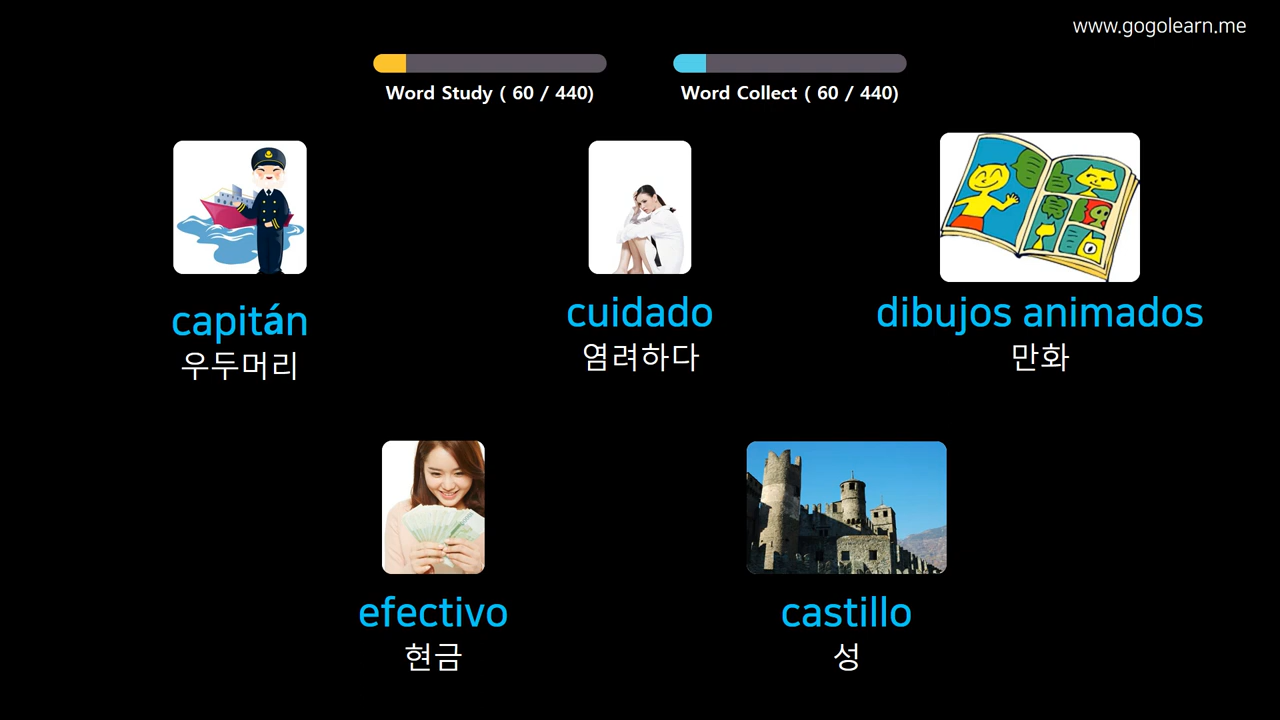 www.gogolearn.me
Word Study ( 60 / 440)
Word Collect ( 60 / 440)
capitán
우두머리
cuidado
염려하다
dibujos animados
만화
efectivo
현금
castillo
성